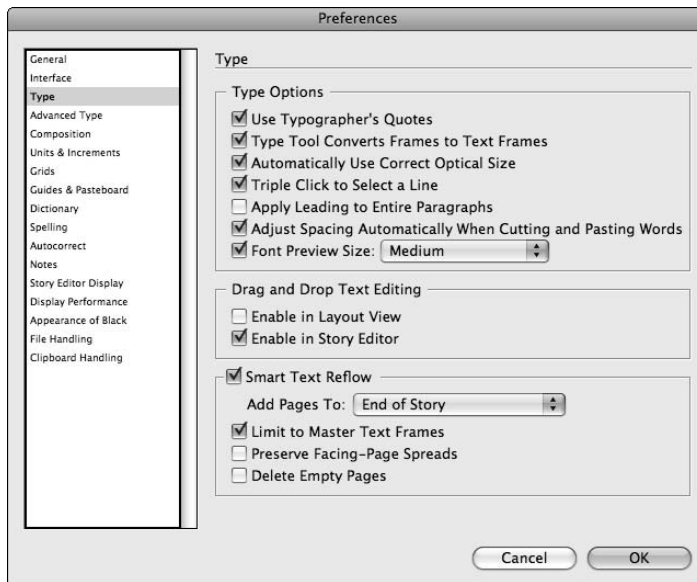 Preferences
General
Interface
Type
Advanced Type
Composition
Units & Increments
Grids
Guides & Pasteboard
Dictionary
Spelling
Autocorrect
Notes
Story Editor Display
Display Performance
Appearance of Black
File Handling
Clipboard Handling
Type
Type Options
Use Typographer's Quotes
Type Tool Converts Frames to Text Frames
Automatically Use Correct Optical Size
Triple Click to Select a Line
Apply Leading to Entire Paragraphs
Adjust Spacing Automatically When Cutting and Pasting Words
Font Preview Size: Medium
Drag and Drop Text Editing
Enable in Layout View
Enable in Story Editor
Smart Text Reflow
Add Pages To: End of Story
Limit to Master Text Frames
Preserve Facing-Page Spreads
Delete Empty Pages
Cancel OK